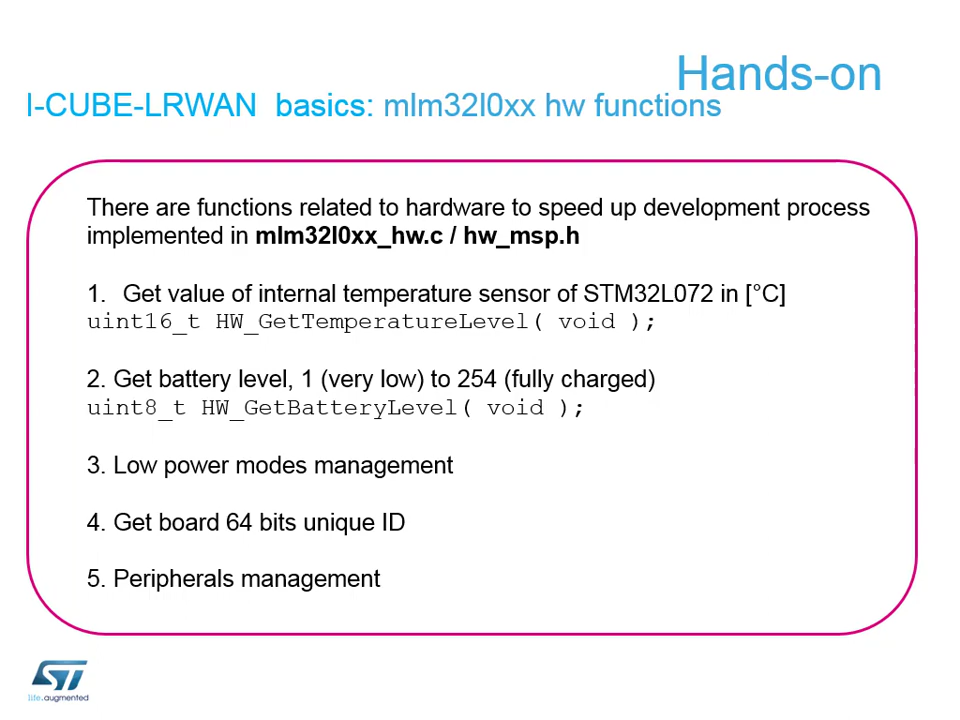 Hands-on
I-CUBE-LRWAN basics: mlm32l0xx hw functions
There are functions related to hardware to speed up development process
implemented in mlm32l0xx_hw.c / hw_msp.h
1. Get value of internal temperature sensor of STM32L072 in [°C]
uint16_t HW_GetTemperatureLevel( void );
2. Get battery level, 1 (very low) to 254 (fully charged)
uint8_t HW_GetBatteryLevel( void );
3. Low power modes management
4. Get board 64 bits unique ID
5. Peripherals management
ST
life.augmented